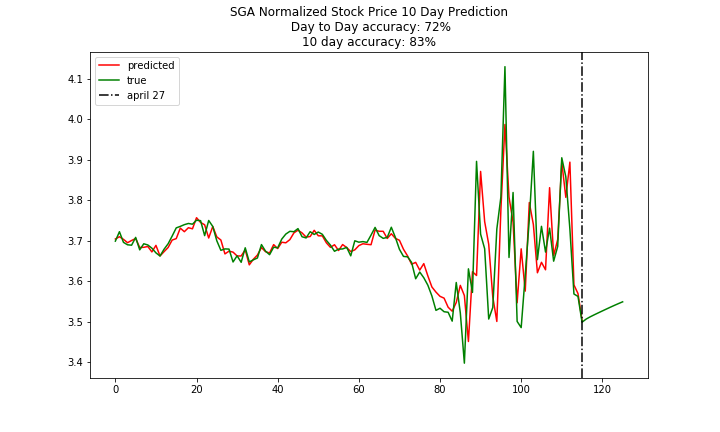 SGA Normalized Stock Price 10 Day Prediction
Day to Day accuracy: 72%
10 day accuracy: 83%
predicted
true
april 27
4.1
4.0
3.9
3.8
3.7
3.6
3.5
3.4
0 20 40 60 80 100 120